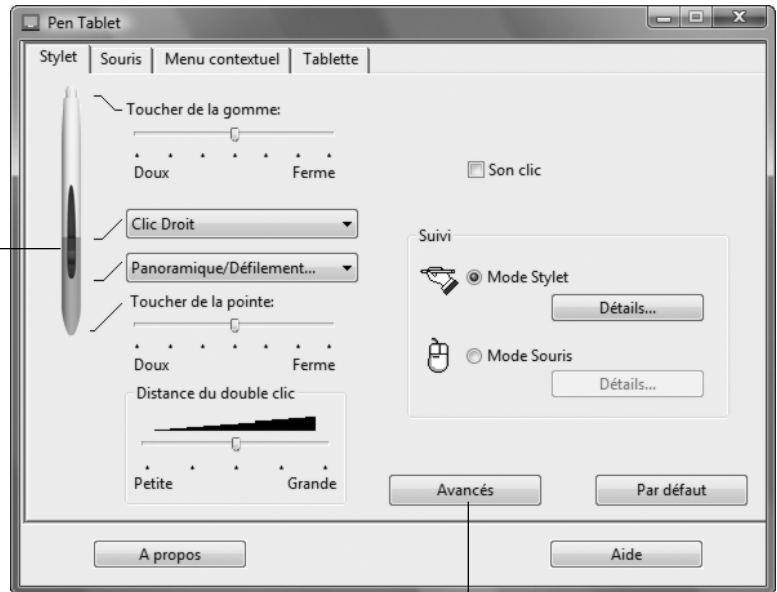 Pen Tablet
Stylet Souris Menu contextuel Tablette
Toucher de la gomme:
Doux Ferme
Son clic
Clic Droit
Suivi
Panoramique/Défilement...
Mode Stylet
Toucher de la pointe:
Détails...
Doux Ferme
Mode Souris
Détails...
Distance du double clic
Petite Grande
Avancés Par défaut
A propos Aide